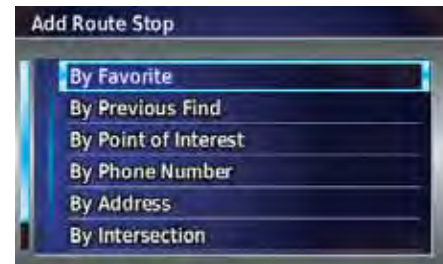 Add Route Stop
By Favorite
By Previous Find
By Point of Interest
By Phone Number
By Address
By Intersection